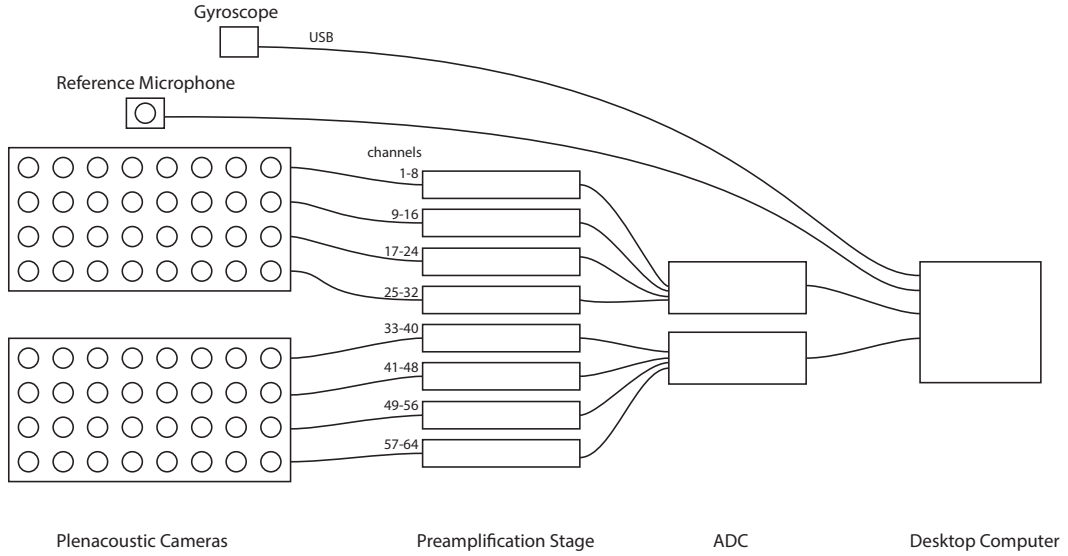 Gyroscope
USB
Reference Microphone
channels
1-8
9-16
17-24
25-32
33-40
41-48
49-56
57-64
Plenacoustic Cameras
Preamplification Stage
ADC
Desktop Computer